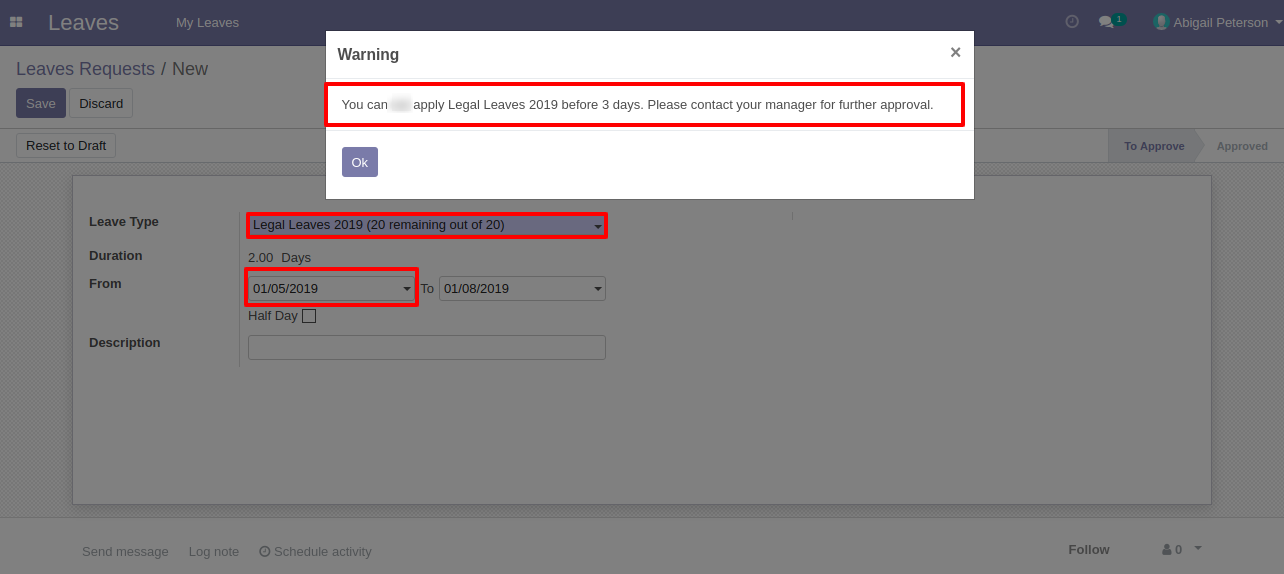 Leaves My Leaves 1 Abigail Peterson
Warning ×
Leaves Requests / New
Save Discard
You can apply Legal Leaves 2019 before 3 days. Please contact your manager for further approval.
Reset to Draft To Approve Approved
Ok
Leave Type Legal Leaves 2019 (20 remaining out of 20)
Duration 2.00 Days
From 01/05/2019 To 01/08/2019
Half Day
Description
Send message Log note Schedule activity Follow 0